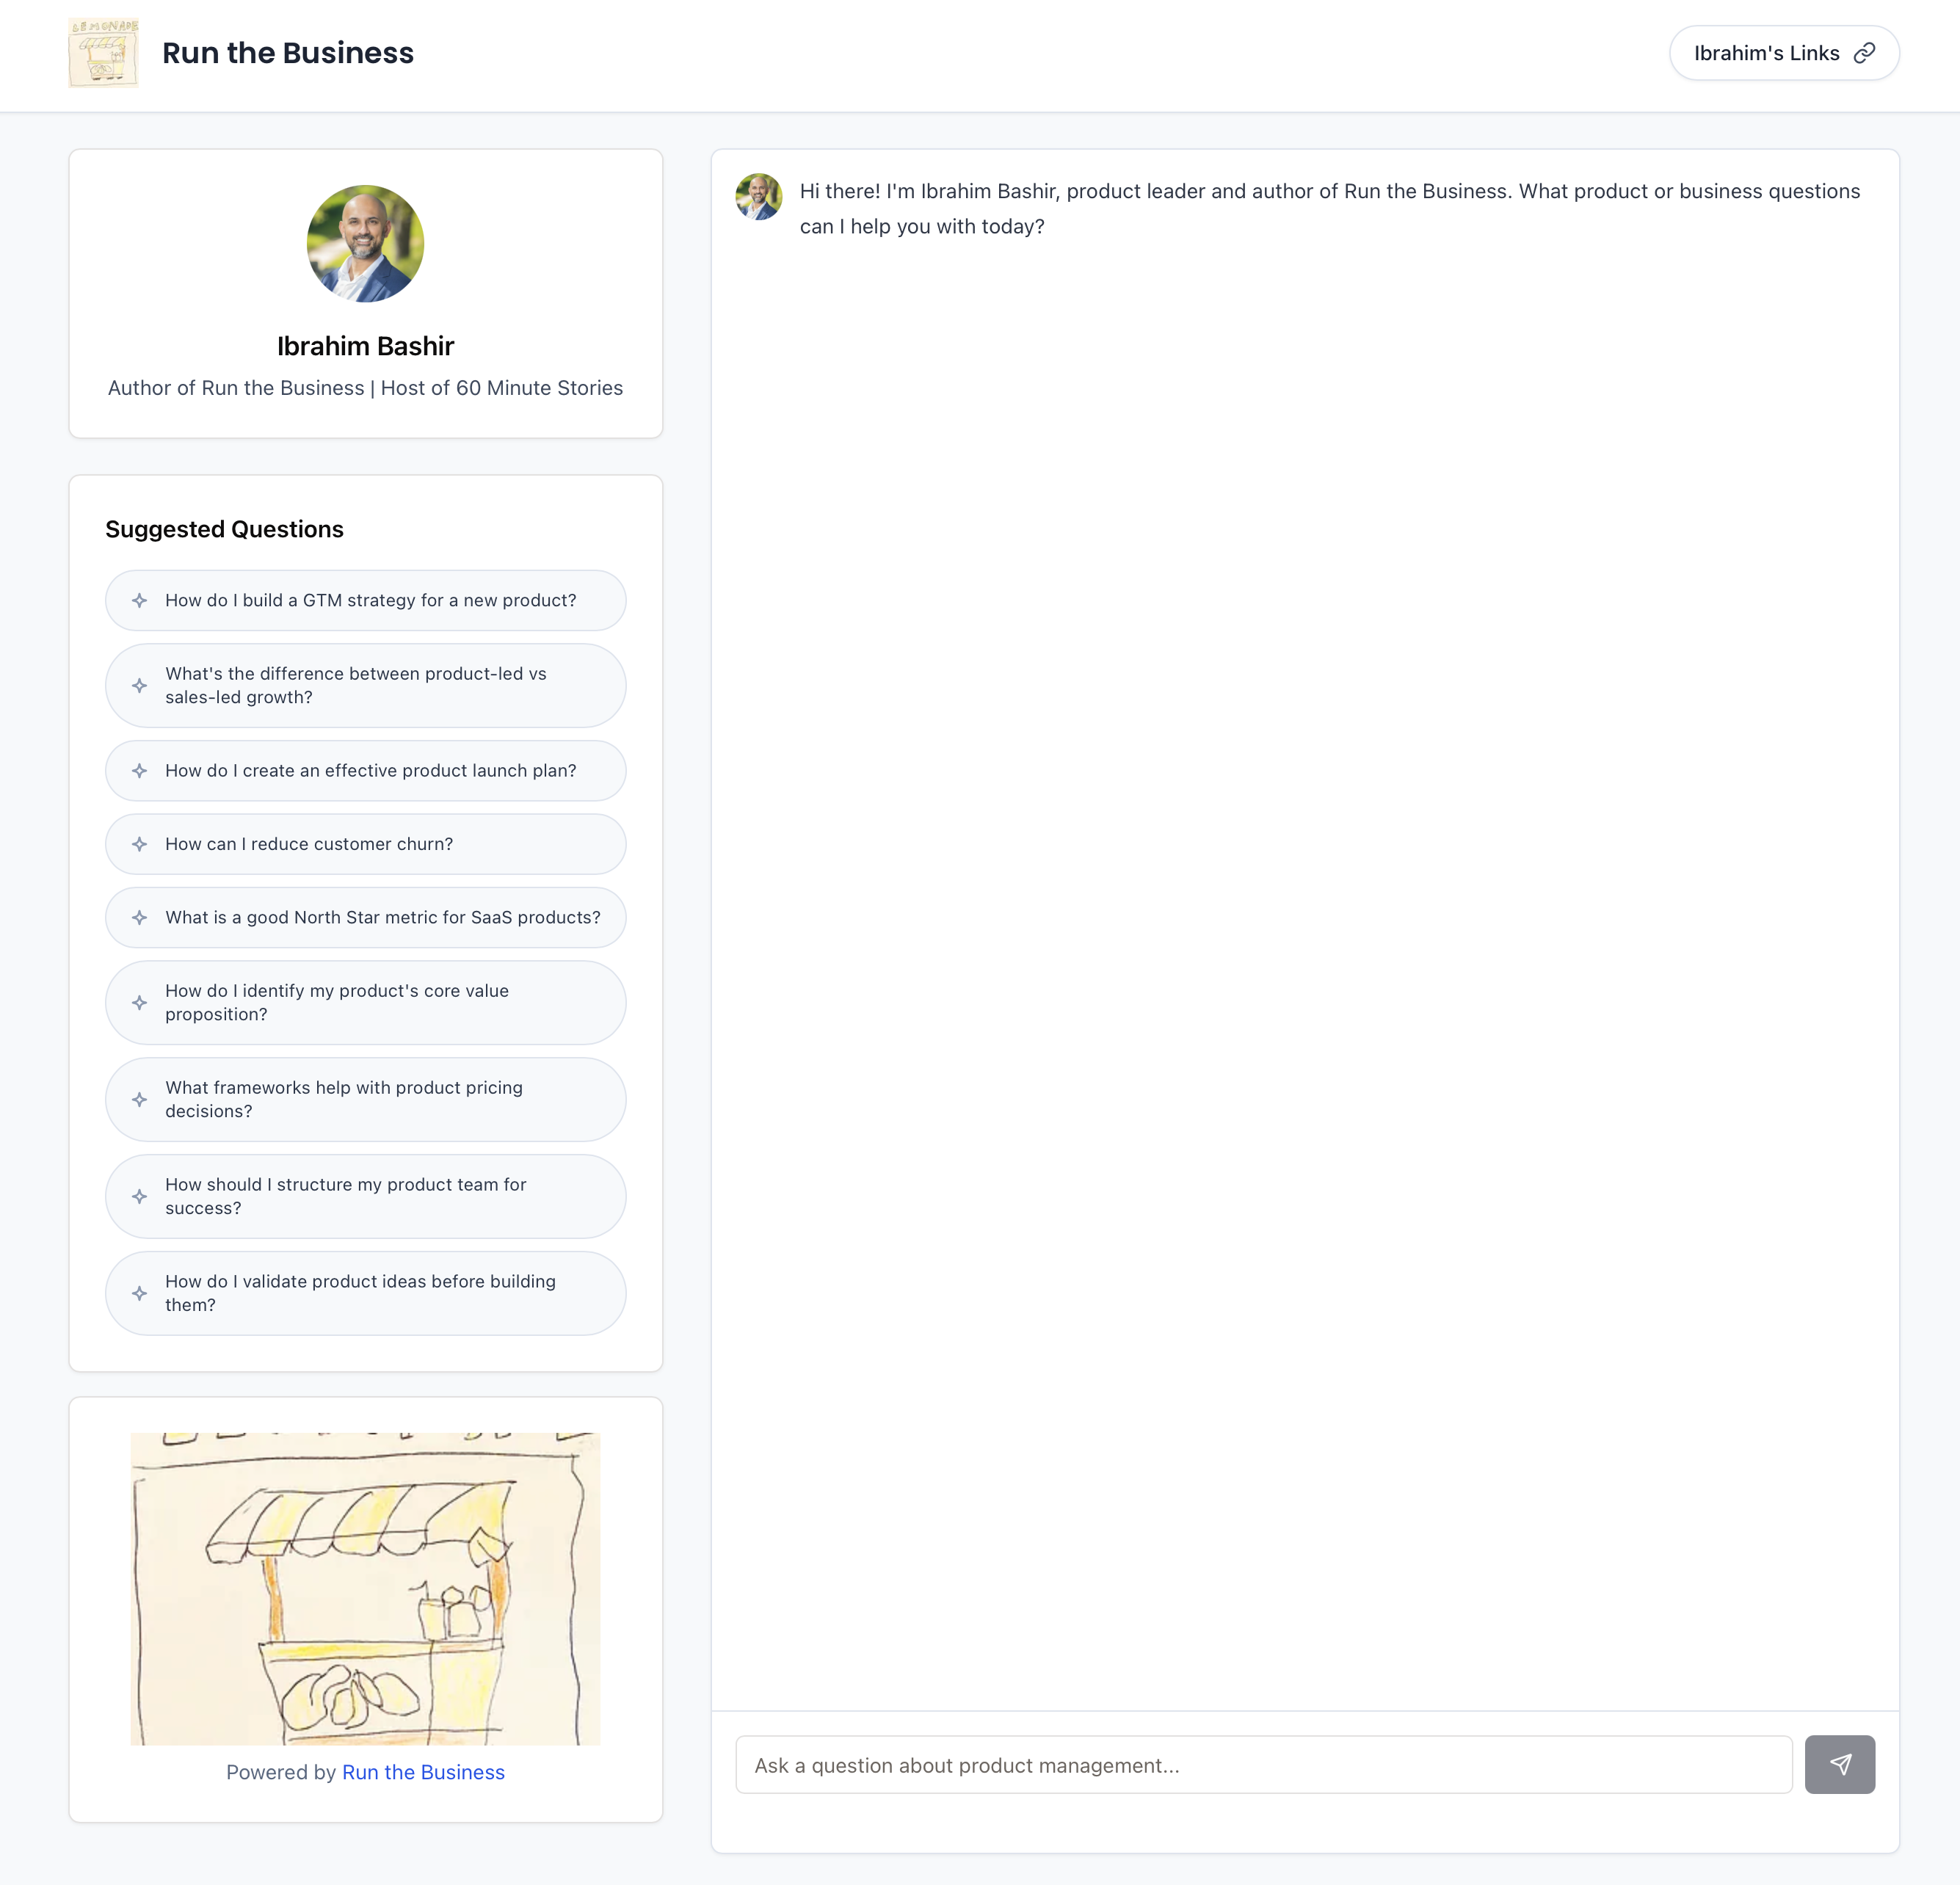 LEMONADE
Run the Business
Ibrahim's Links
Ibrahim Bashir
Author of Run the Business | Host of 60 Minute Stories
Suggested Questions
How do I build a GTM strategy for a new product?
What's the difference between product-led vs
sales-led growth?
How do I create an effective product launch plan?
How can I reduce customer churn?
What is a good North Star metric for SaaS products?
How do I identify my product's core value
proposition?
What frameworks help with product pricing
decisions?
How should I structure my product team for
success?
How do I validate product ideas before building
them?
Powered by Run the Business
Hi there! I'm Ibrahim Bashir, product leader and author of Run the Business. What product or business questions
can I help you with today?
Ask a question about product management...